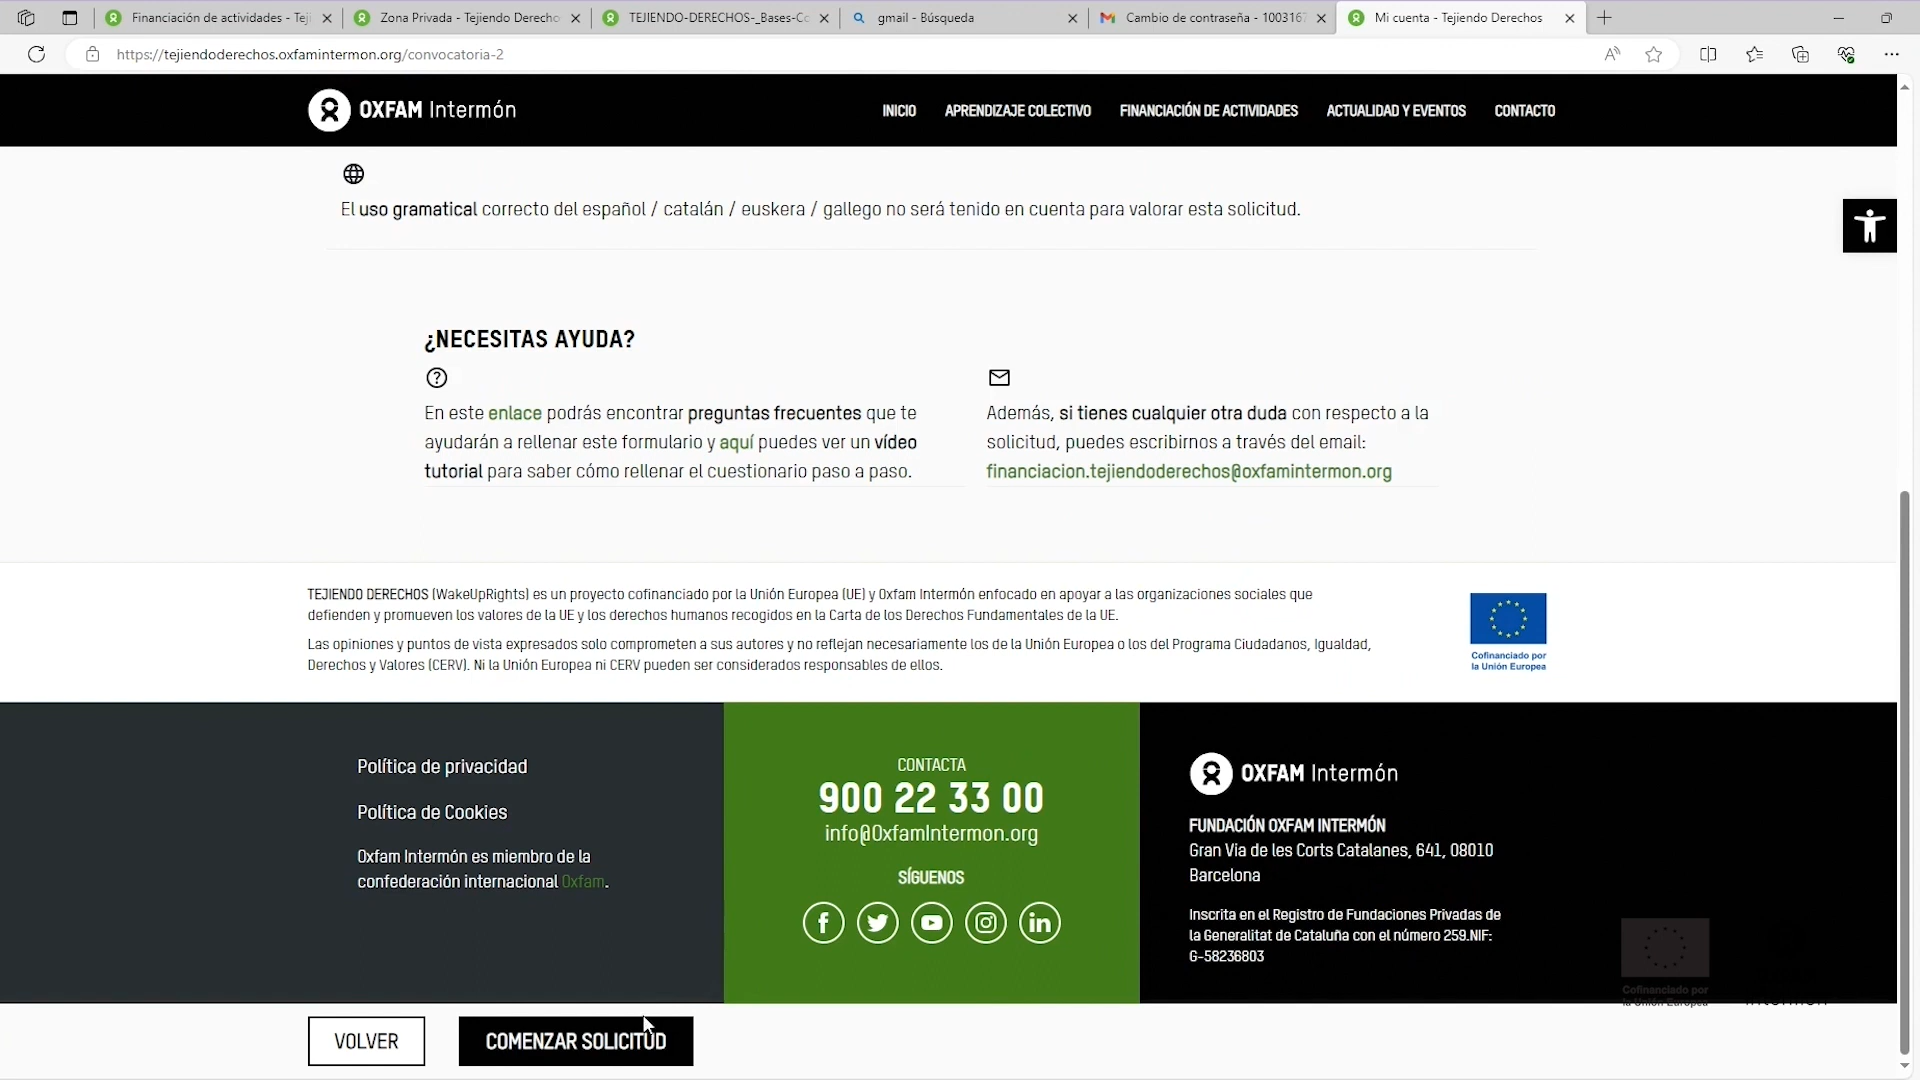 Financiación de actividades - Tej
Zona Privada - Tejiendo Derecho
TEJIENDO-DERECHOS-_Bases-Co
gmail - Búsqueda
Cambio de contraseña - 1003167
Mi cuenta - Tejiendo Derechos
https://tejiendoderechos.oxfamintermon.org/convocatoria-2
OXFAM Intermón
INICIO
APRENDIZAJE COLECTIVO
FINANCIACIÓN DE ACTIVIDADES
ACTUALIDAD Y EVENTOS
CONTACTO
El uso gramatical correcto del español / catalán / euskera / gallego no será tenido en cuenta para valorar esta solicitud.
¿NECESITAS AYUDA?
En este enlace podrás encontrar preguntas frecuentes que te
ayudarán a rellenar este formulario y aquí puedes ver un vídeo
tutorial para saber cómo rellenar el cuestionario paso a paso.
Además, si tienes cualquier otra duda con respecto a la
solicitud, puedes escribirnos a través del email:
financiacion.tejiendoderechos@oxfamintermon.org
TEJIENDO DERECHOS (WakeUpRights) es un proyecto cofinanciado por la Unión Europea (UE) y Oxfam Intermón enfocado en apoyar a las organizaciones sociales que
defienden y promueven los valores de la UE y los derechos humanos recogidos en la Carta de los Derechos Fundamentales de la UE.
Las opiniones y puntos de vista expresados solo comprometen a sus autores y no reflejan necesariamente los de la Unión Europea o los del Programa Ciudadanos, Igualdad,
Derechos y Valores (CERV). Ni la Unión Europea ni CERV pueden ser considerados responsables de ellos.
Cofinanciado por
la Unión Europea
Política de privacidad
Política de Cookies
Oxfam Intermón es miembro de la
confederación internacional Oxfam.
CONTACTA
900 22 33 00
info@OxfamIntermon.org
SÍGUENOS
OXFAM Intermón
FUNDACIÓN OXFAM INTERMÓN
Gran Via de les Corts Catalanes, 641, 08010
Barcelona
Inscrita en el Registro de Fundaciones Privadas de
la Generalitat de Cataluña con el número 259.NIF:
G-58236803
Cofinanciado por
la Unión Europea
VOLVER
COMENZAR SOLICITUD